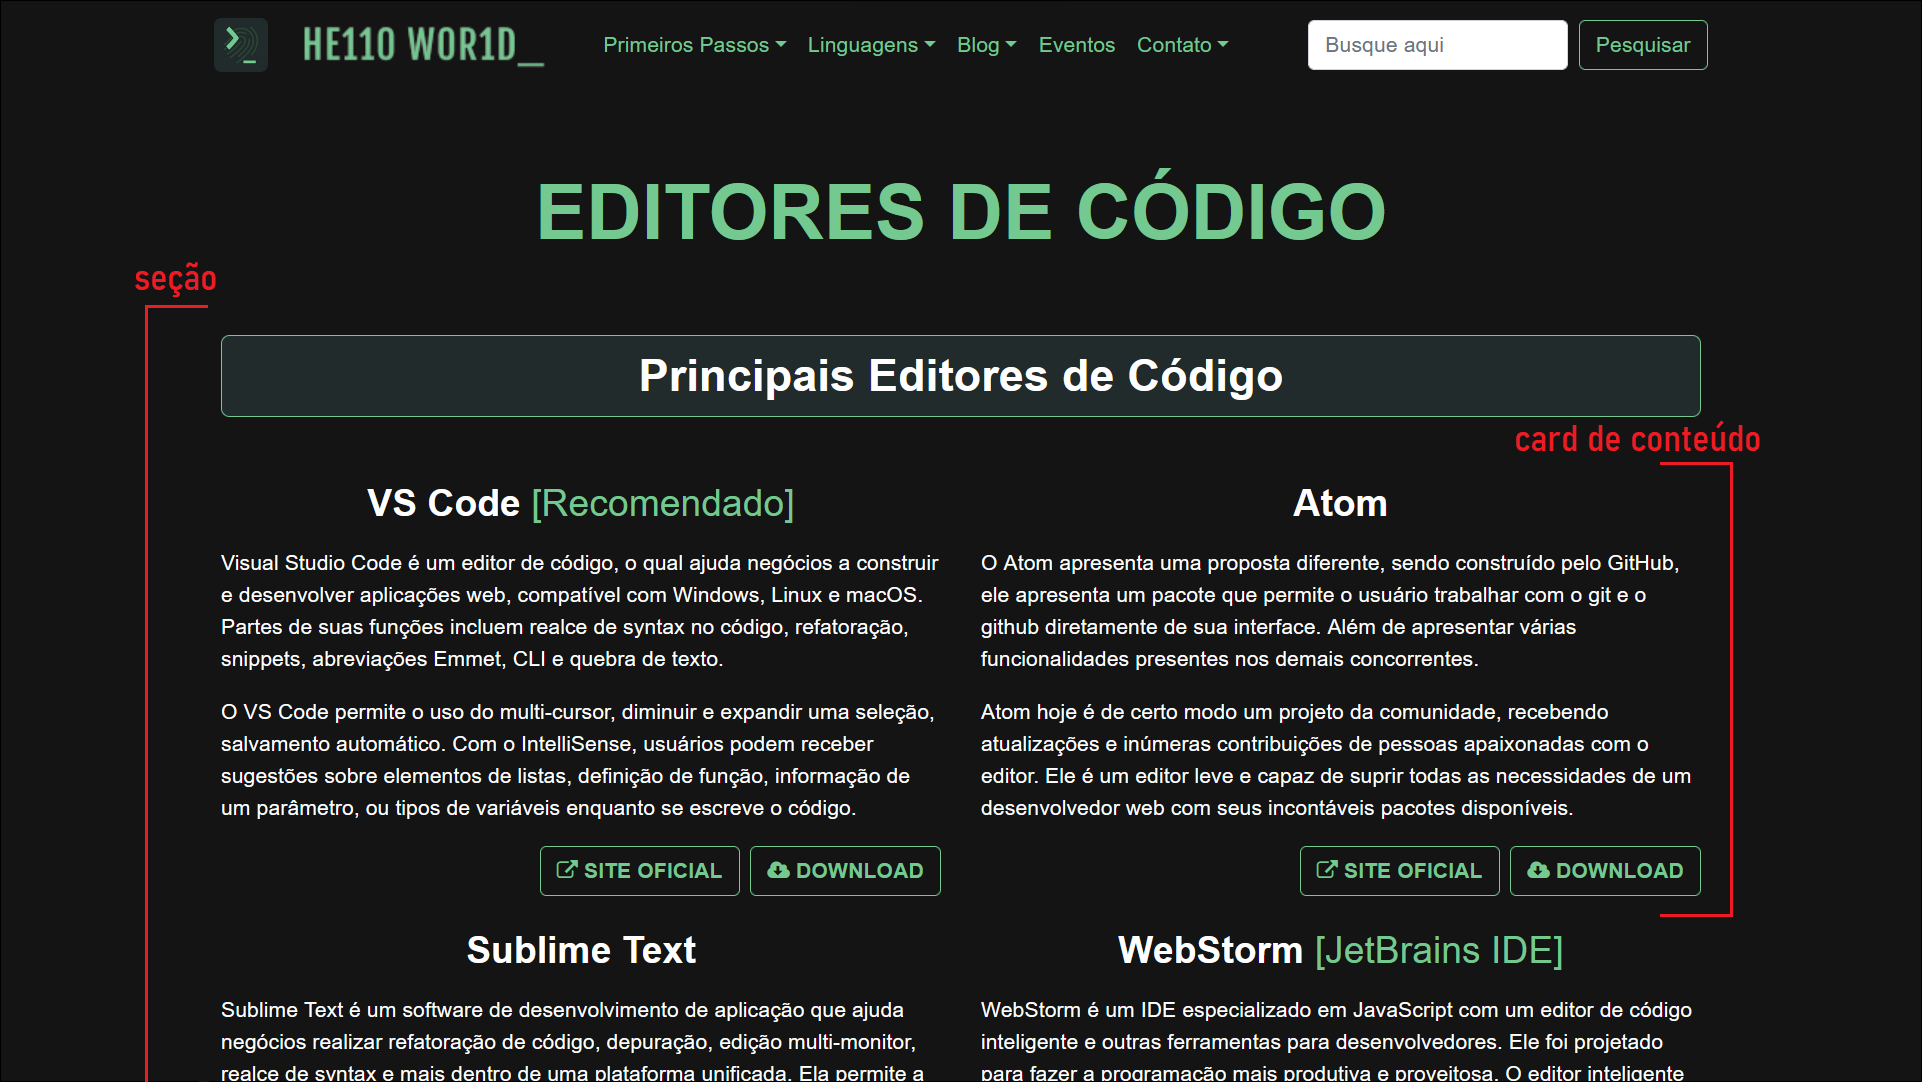 HE110 WOR1D_
Primeiros Passos Linguagens Blog Eventos Contato
Busque aqui
Pesquisar
EDITORES DE CÓDIGO
seção
Principais Editores de Código
card de conteúdo
VS Code [Recomendado]
Visual Studio Code é um editor de código, o qual ajuda negócios a construir
e desenvolver aplicações web, compatível com Windows, Linux e macOS.
Partes de suas funções incluem realce de syntax no código, refatoração,
snippets, abreviações Emmet, CLI e quebra de texto.
O VS Code permite o uso do multi-cursor, diminuir e expandir uma seleção,
salvamento automático. Com o IntelliSense, usuários podem receber
sugestões sobre elementos de listas, definição de função, informação de
um parâmetro, ou tipos de variáveis enquanto se escreve o código.
SITE OFICIAL
DOWNLOAD
Atom
O Atom apresenta uma proposta diferente, sendo construído pelo GitHub,
ele apresenta um pacote que permite o usuário trabalhar com o git e o
github diretamente de sua interface. Além de apresentar várias
funcionalidades presentes nos demais concorrentes.
Atom hoje é de certo modo um projeto da comunidade, recebendo
atualizações e inúmeras contribuições de pessoas apaixonadas com o
editor. Ele é um editor leve e capaz de suprir todas as necessidades de um
desenvolvedor web com seus incontáveis pacotes disponíveis.
SITE OFICIAL
DOWNLOAD
Sublime Text
Sublime Text é um software de desenvolvimento de aplicação que ajuda
negócios realizar refatoração de código, depuração, edição multi-monitor,
realce de syntax e mais dentro de uma plataforma unificada. Ela permite a
WebStorm [JetBrains IDE]
WebStorm é um IDE especializado em JavaScript com um editor de código
inteligente e outras ferramentas para desenvolvedores. Ele foi projetado
para fazer a programação mais produtiva e proveitosa. O editor inteligente